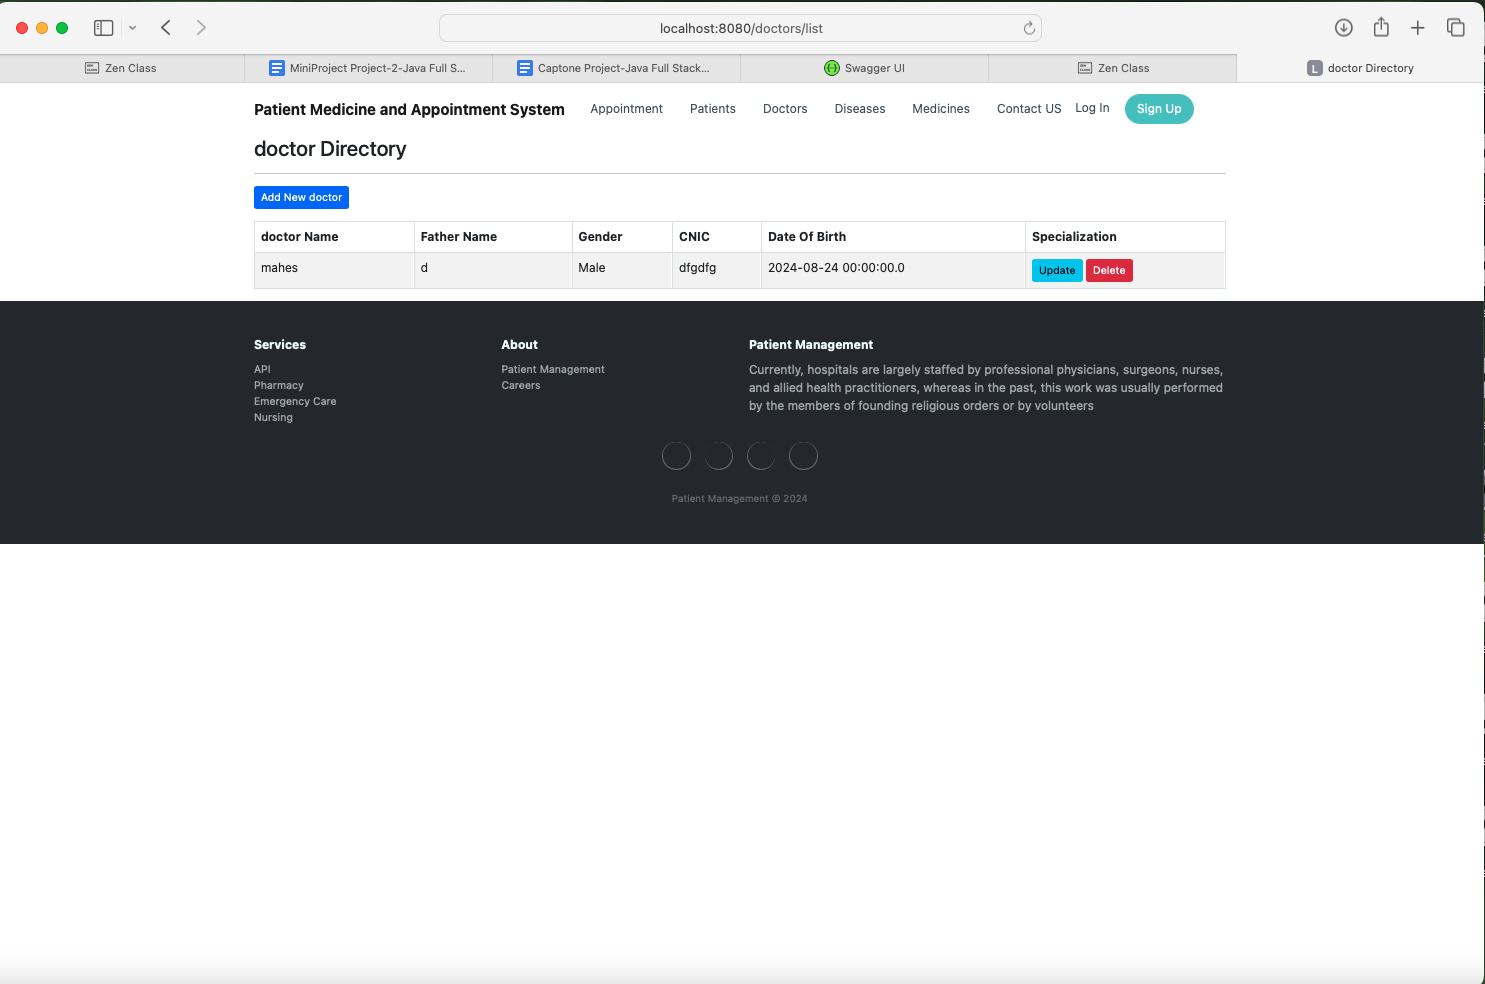 localhost:8080/doctors/list
Zen Class
MiniProject Project-2-Java Full S...
Captone Project-Java Full Stack...
Swagger UI
Zen Class
L doctor Directory
Patient Medicine and Appointment System
Appointment Patients Doctors Diseases Medicines Contact US Log In Sign Up
doctor Directory
Add New doctor
doctor Name Father Name Gender CNIC Date Of Birth Specialization
mahes d Male dfgdfg 2024-08-24 00:00:00.0 Update Delete
Services
API
Pharmacy
Emergency Care
Nursing
About
Patient Management
Careers
Patient Management
Currently, hospitals are largely staffed by professional physicians, surgeons, nurses,
and allied health practitioners, whereas in the past, this work was usually performed
by the members of founding religious orders or by volunteers
Patient Management © 2024